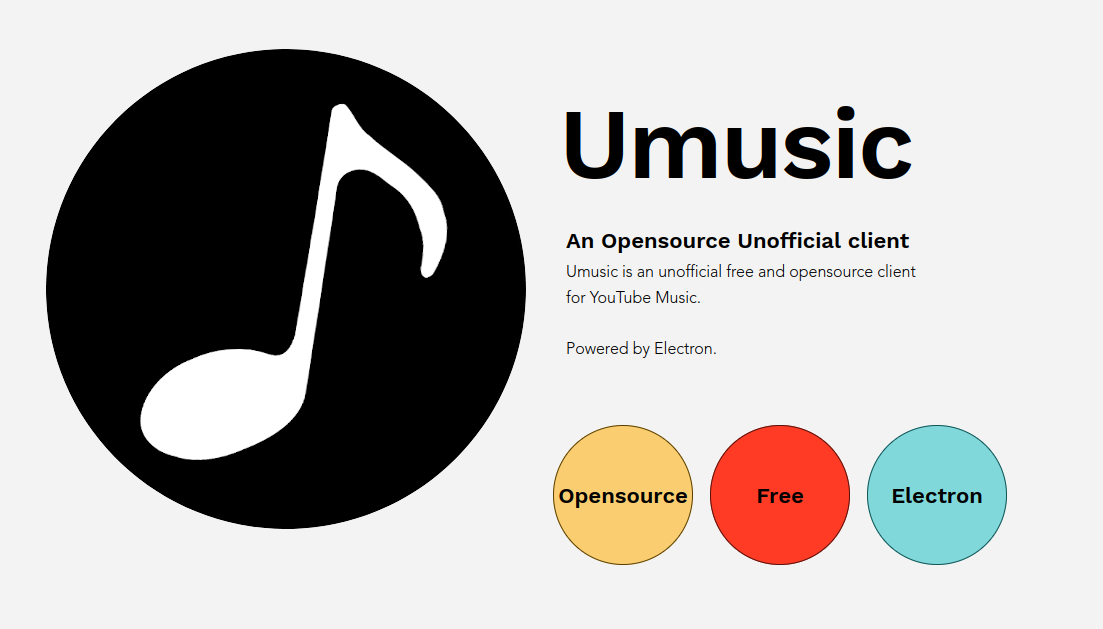 Umusic
An Opensource Unofficial client
Umusic is an unofficial free and opensource client
for YouTube Music.
Powered by Electron.
Opensource
Free
Electron